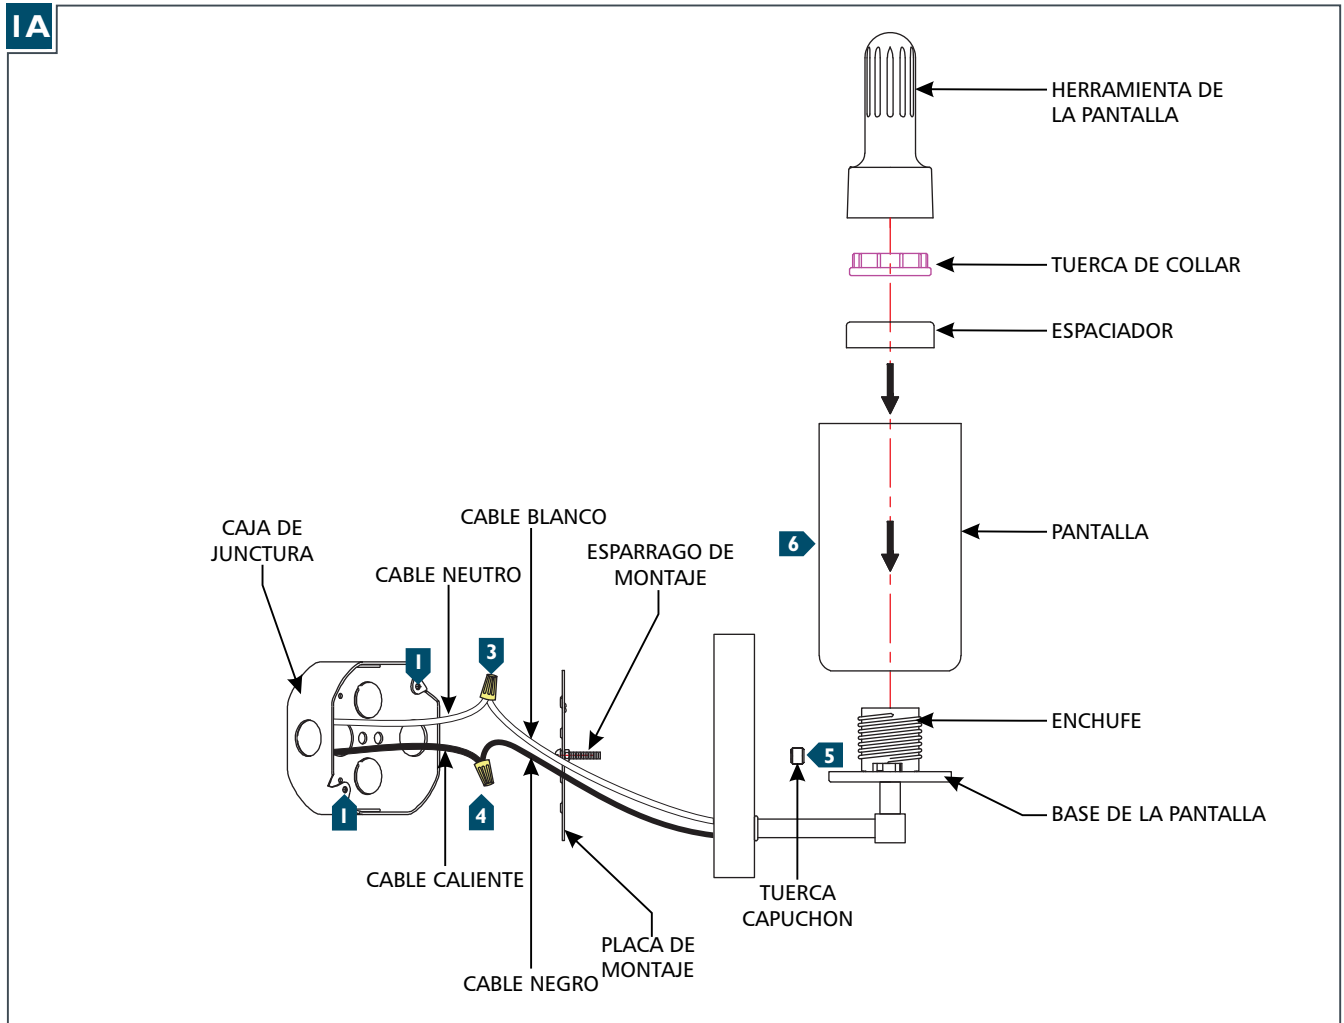 1A
HERRAMIENTA DE
LA PANTALLA
TUERCA DE COLLAR
ESPACIADOR
PANTALLA
6
CABLE BLANCO
CAJA DE
JUNCTURA
ESPARRAGO DE
MONTAJE
CABLE NEUTRO
1
3
ENCHUFE
5
1
4
BASE DE LA PANTALLA
CABLE CALIENTE
TUERCA
CAPUCHON
PLACA DE
MONTAJE
CABLE NEGRO